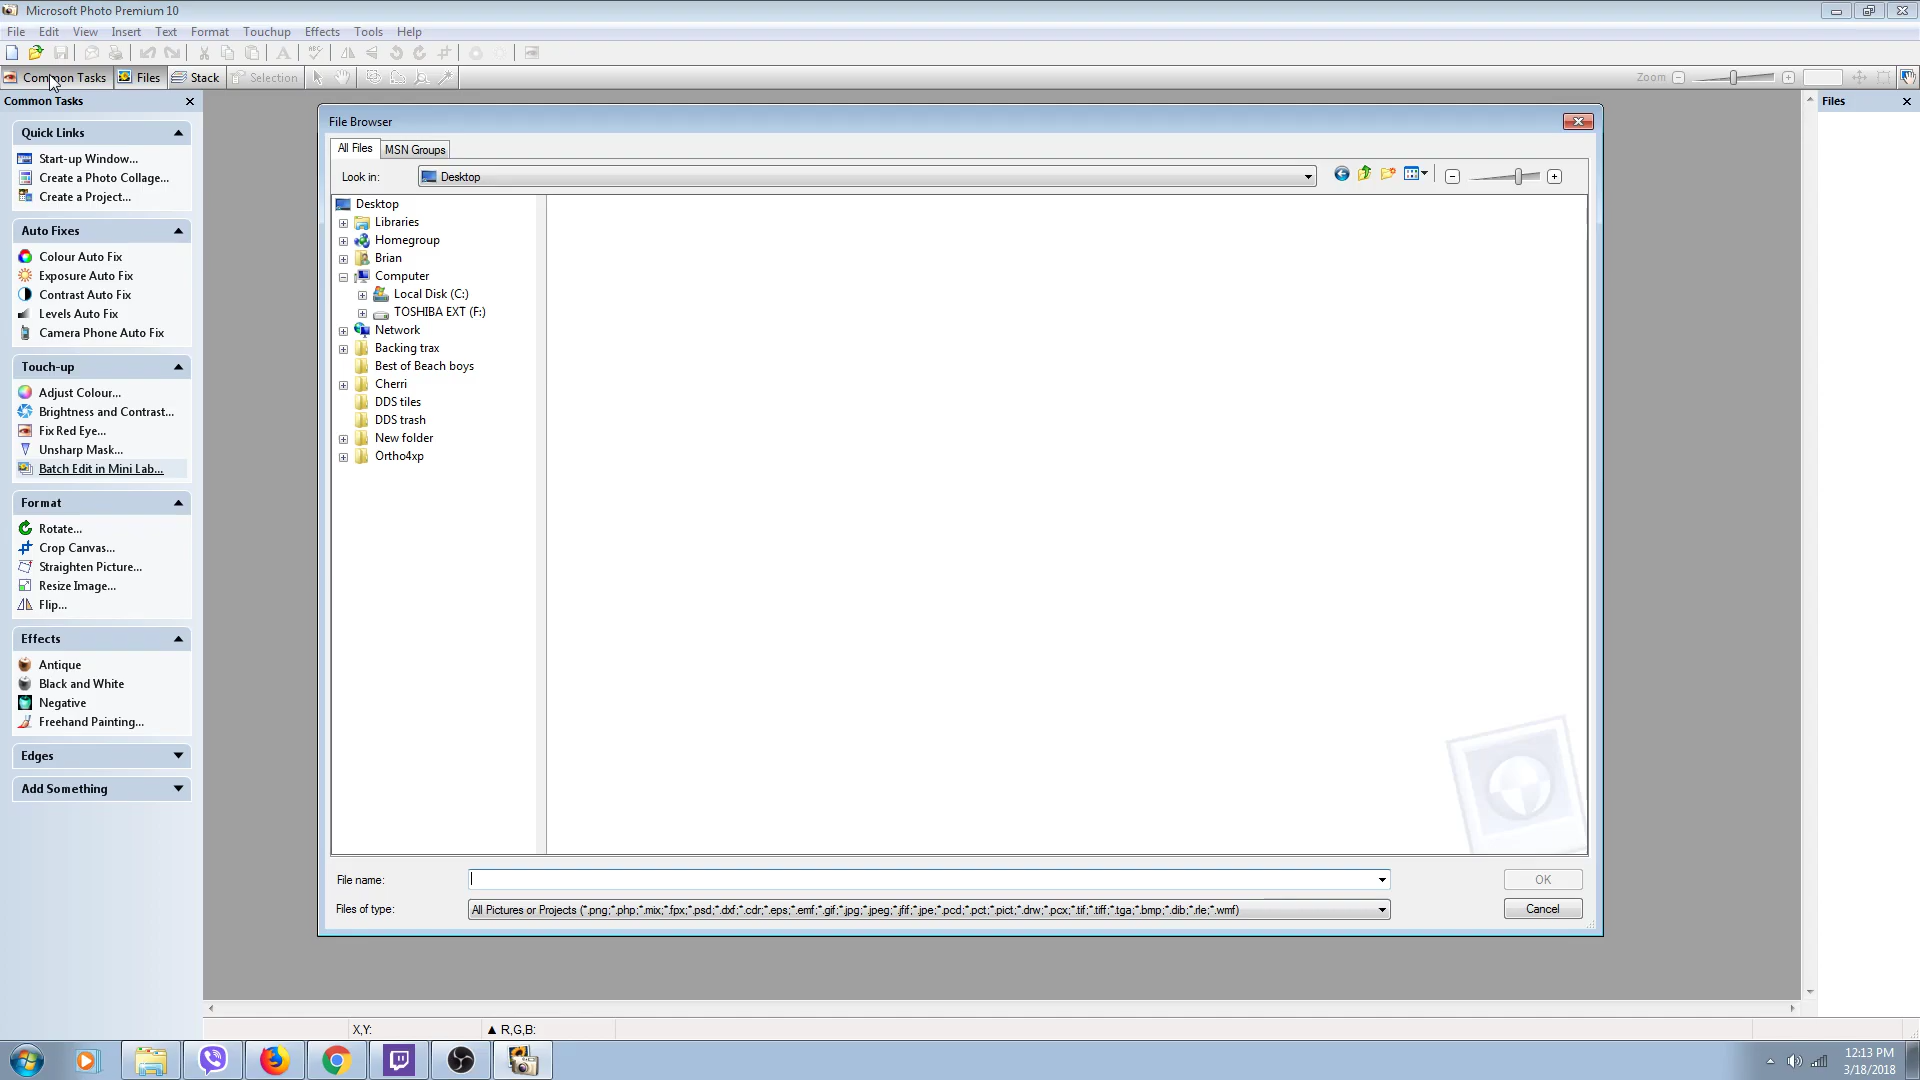 Microsoft Photo Premium 10
File Edit View Insert Text Format Touchup Effects Tools Help
Common Tasks Files Stack Selection Zoom
Common Tasks
Quick Links
Start-up Window...
Create a Photo Collage...
Create a Project...
Auto Fixes
Colour Auto Fix
Exposure Auto Fix
Contrast Auto Fix
Levels Auto Fix
Camera Phone Auto Fix
Touch-up
Adjust Colour...
Brightness and Contrast...
Fix Red Eye...
Unsharp Mask...
Batch Edit in Mini Lab...
Format
Rotate...
Crop Canvas...
Straighten Picture...
Resize Image...
Flip...
Effects
Antique
Black and White
Negative
Freehand Painting...
Edges
Add Something
File Browser
All Files MSN Groups
Look in: Desktop
Desktop
Libraries
Homegroup
Brian
Computer
Local Disk (C:)
TOSHIBA EXT (F:)
Network
Backing trax
Best of Beach boys
Cherri
DDS tiles
DDS trash
New folder
Ortho4xp
File name:
OK
Files of type: All Pictures or Projects (*.png;*.php;*.mix;*.fpx;*.psd;*.dxf;*.cdr;*.eps;*.emf;*.gif;*.jpg;*.jpeg;*.jfif;*.jpe;*.pcd;*.pct;*.pict;*.drw;*.pcx;*.tif;*.tiff;*.tga;*.bmp;*.dib;*.rle;*.wmf)
Cancel
Files
X,Y: R,G,B:
12:13 PM
3/18/2018